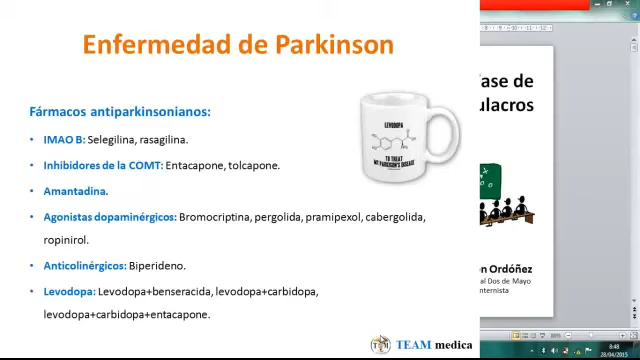 Enfermedad de Parkinson
Fármacos antiparkinsonianos:
• IMAO B: Selegilina, rasagilina.
• Inhibidores de la COMT: Entacapone, tolcapone.
• Amantadina.
• Agonistas dopaminérgicos: Bromocriptina, pergolida, pramipexol, cabergolida,
ropinirol.
• Anticolinérgicos: Biperideno.
• Levodopa: Levodopa+benseracida, levodopa+carbidopa,
levodopa+carbidopa+entacapone.
LEVODOPA
TO TREAT
MY PARKINSON'S DISEASE
TEAM medica
ase de
ulacros
n Ordóñez
al Dos de Mayo
nternista
8:48
28/04/2015